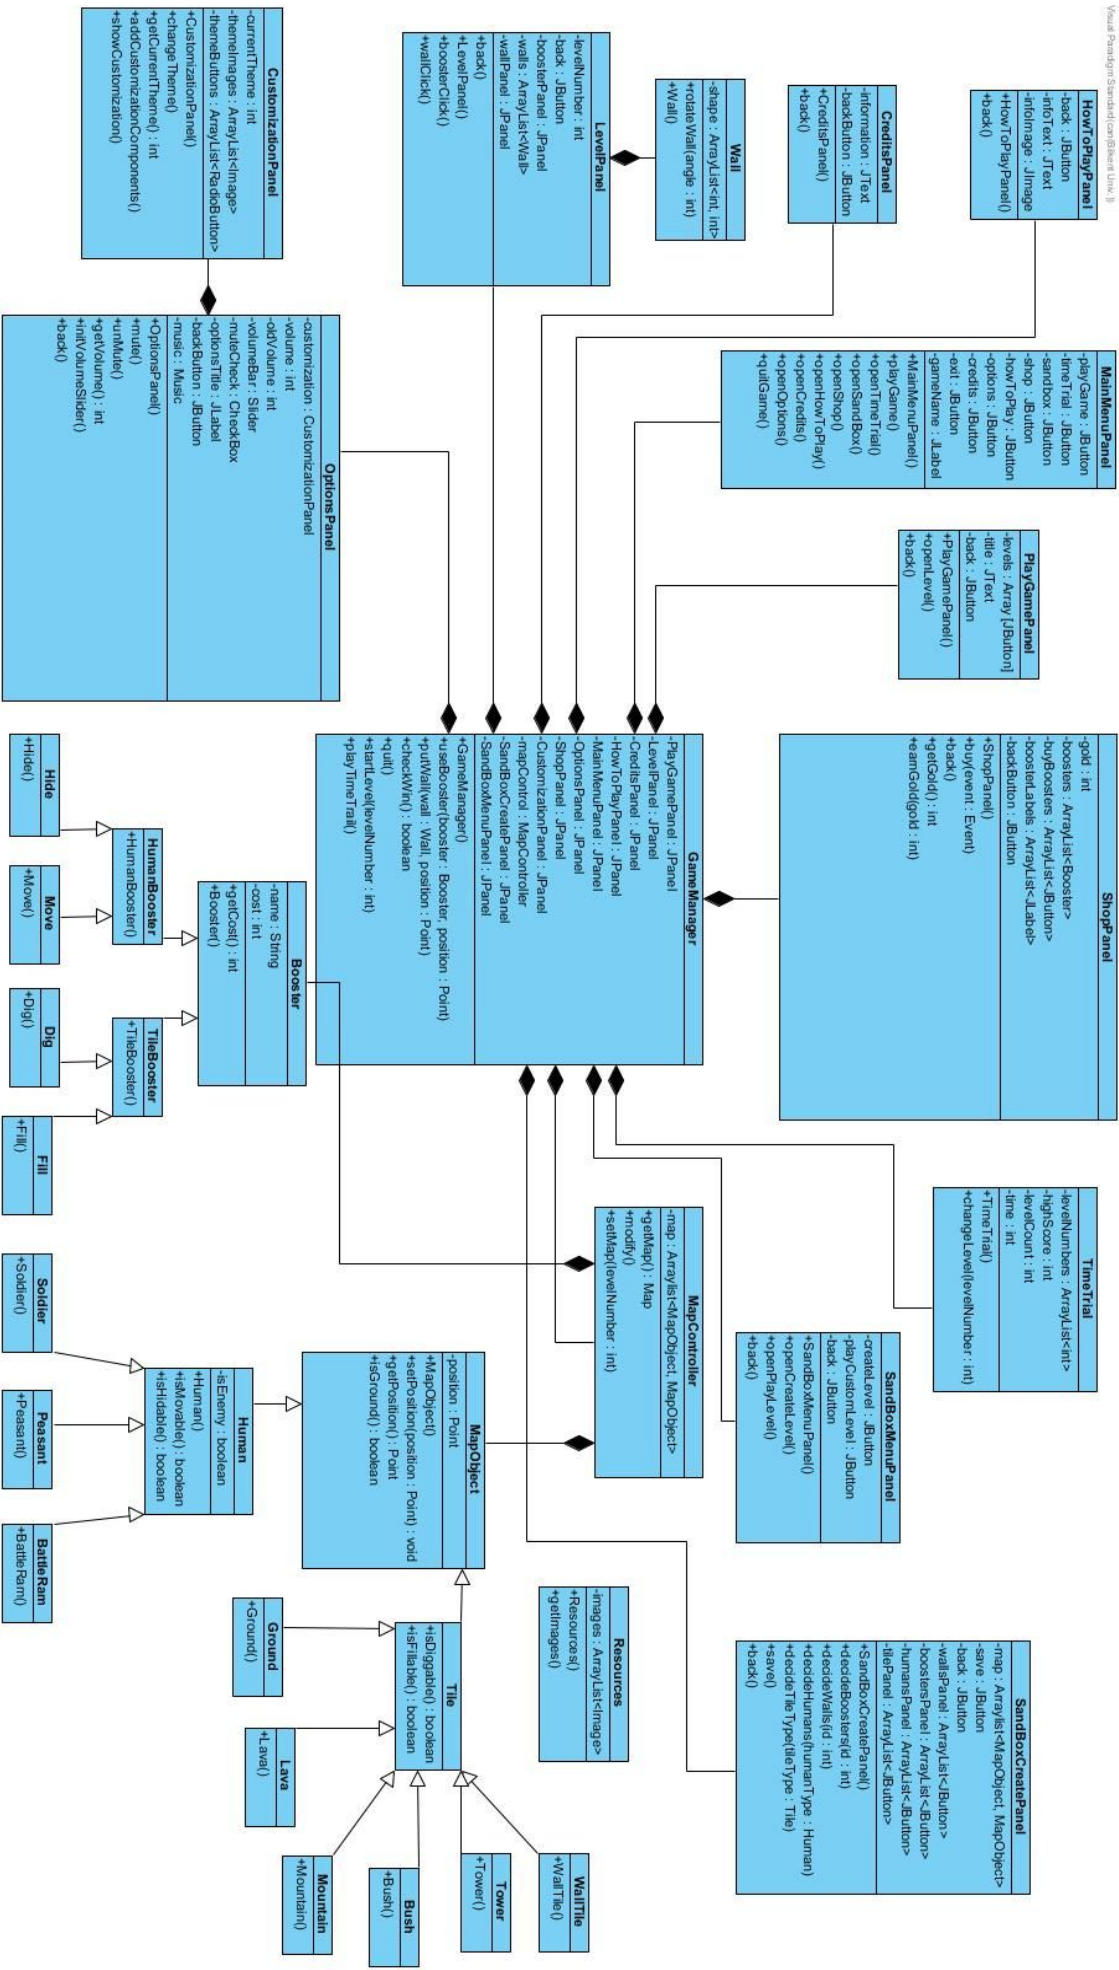 Visual Paradigm Standard(can(Bilkent Univ.))
HowToPlayPanel
-back : JButton
-infoText : JText
-infoImage : JImage
+HowToPlayPanel()
+back()
CreditsPanel
-information : JText
-backButton : JButton
+CreditsPanel()
+back()
Wall
-shape : ArrayList<int, int>
+rotateWall(angle : int)
+Wall()
LevelPanel
-levelNumber : int
-back : JButton
-boosterPanel : JPanel
-walls : ArrayList<Wall>
-wallPanel : JPanel
+back()
+LevelPanel()
+boosterClick()
+wallClick()
CustomizationPanel
-currentTheme : int
-themeImages : ArrayList<Image>
-themeButtons : ArrayList<RadioButton>
+CustomizationPanel()
+changeTheme()
+getCurrentTheme() : int
+addCustomizationComponents()
+showCustomization()
MainMenuPanel
-playGame : JButton
-timeTrial : JButton
-sandbox : JButton
-shop : JButton
-howToPlay : JButton
-options : JButton
-credits : JButton
-exit : JButton
-gameName : JLabel
+MainMenuPanel()
+playGame()
+openTimeTrial()
+openSandBox()
+openShop()
+openHowToPlay()
+openCredits()
+openOptions()
+quitGame()
OptionsPanel
-customization : CustomizationPanel
-volume : int
-oldVolume : int
-volumeBar : Slider
-muteCheck : CheckBox
-optionsTitle : JLabel
-backButton : JButton
-music : Music
+OptionsPanel()
+mute()
+unMute()
+getVolume() : int
+initVolumeSlider()
+back()
PlayGamePanel
-levels : Array[JButton]
-title : JText
-back : JButton
+PlayGamePanel()
+openLevel()
+back()
ShopPanel
-gold : int
-boosters : ArrayList<Booster>
-buyBoosters : ArrayList<JButton>
-boosterLabels : ArrayList<JLabel>
-backButton : JButton
+ShopPanel()
+buy(event : Event)
+back()
+getGold() : int
+earnGold(gold : int)
GameManager
-PlayGamePanel : JPanel
-LevelPanel : JPanel
-CreditsPanel : JPanel
-HowToPlayPanel : JPanel
-MainMenuPanel : JPanel
-OptionsPanel : JPanel
-ShopPanel : JPanel
-CustomizationPanel : JPanel
-mapControl : MapController
-SandBoxCreatePanel : JPanel
-SandBoxMenuPanel : JPanel
+GameManager()
+useBooster(booster : Booster, position : Point)
+putWall(wall : Wall, position : Point)
+checkWin() : boolean
+quit()
+startLevel(levelNumber : int)
+playTimeTrail()
Booster
-name : String
-cost : int
+getCost() : int
+Booster()
HumanBooster
+HumanBooster()
TileBooster
+TileBooster()
Hide
+Hide()
Move
+Move()
Dig
+Dig()
Fill
+Fill()
TimeTrial
-levelNumbers : ArrayList<int>
-highScore : int
-levelCount : int
-time : int
+TimeTrial()
+changeLevel(levelNumber : int)
SandBoxMenuPanel
-createLevel : JButton
-playCustomLevel : JButton
-back : JButton
+SandBoxMenuPanel()
+openCreateLevel()
+openPlayLevel()
+back()
MapController
-map : Arraylist<MapObject, MapObject>
+getMap() : Map
+modify()
+setMap(levelNumber : int)
MapObject
-position : Point
+MapObject()
+setPosition(position : Point) : void
+getPosition() : Point
+isGround() : boolean
Human
-isEnemy : boolean
+Human()
+isMovable() : boolean
+isHidable() : boolean
Soldier
+Soldier()
Peasant
+Peasant()
BattleRam
+BattleRam()
SandBoxCreatePanel
-map : Arraylist<MapObject, MapObject>
-save : JButton
-back : JButton
-wallsPanel : ArrayList<JButton>
-boostersPanel : ArrayList<JButton>
-humansPanel : ArrayList<JButton>
-tilePanel : ArrayList<JButton>
+SandBoxCreatePanel()
+decideBoosters(id : int)
+decideWalls(id : int)
+decideHumans(humanType : Human)
+decideTileType(tileType : Tile)
+save()
+back()
Resources
-images : ArrayList<Image>
+Resources()
+getImages()
Tile
+isDiggable() : boolean
+isFillable() : boolean
Ground
+Ground()
Lava
+Lava()
Mountain
+Mountain()
Bush
+Bush()
Tower
+Tower()
WallTile
+WallTile()